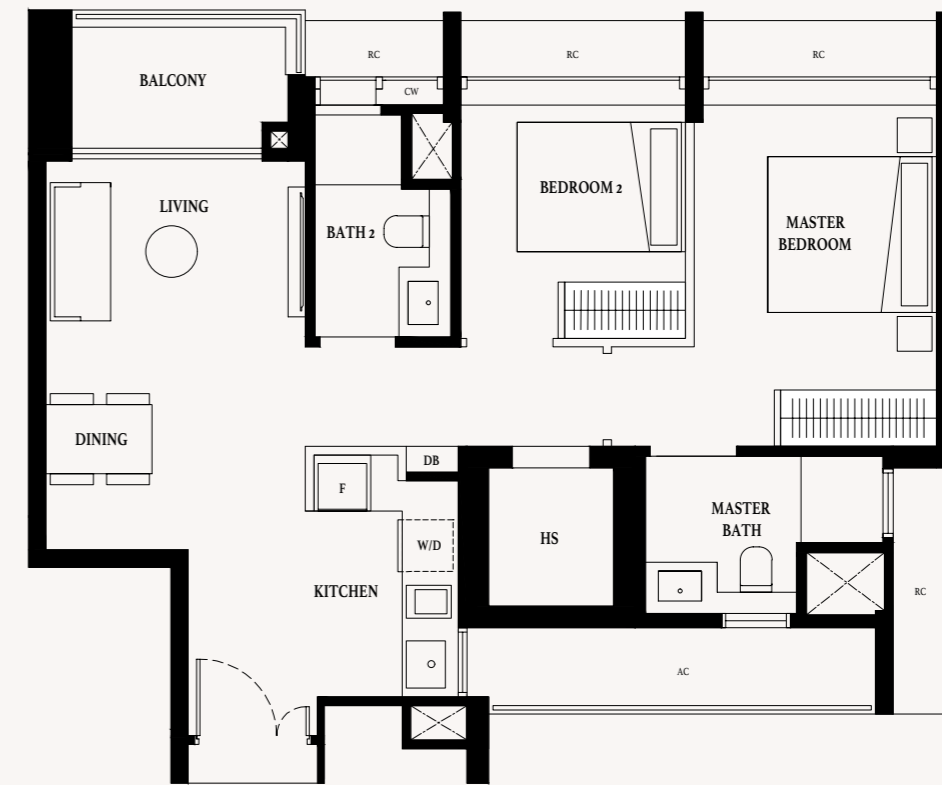 RC
RC
RC
BALCONY
CW
LIVING
BATH 2
BEDROOM 2
MASTER
BEDROOM
DINING
DB
F
W/D
HS
MASTER
BATH
KITCHEN
RC
AC